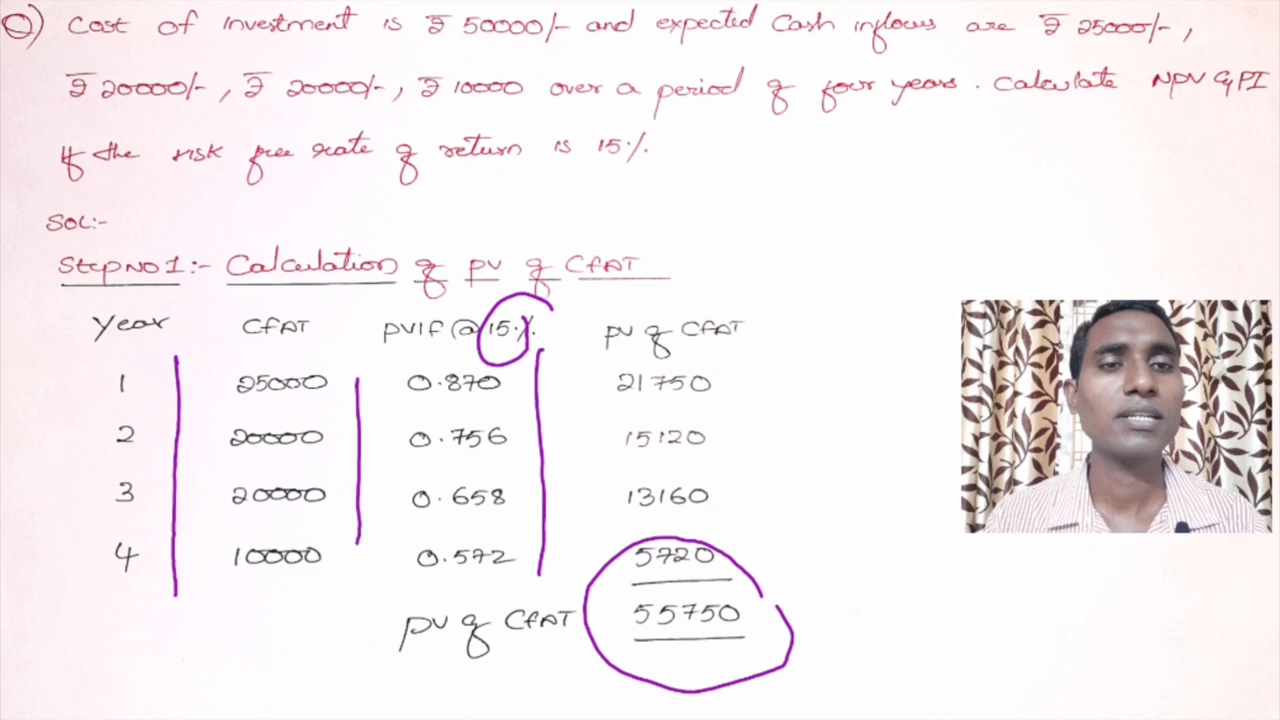 Q) Cost of investment is ₹ 50000/- and expected Cash inflows are ₹ 25000/-,
₹ 20000/-, ₹ 20000/-, ₹ 10000 over a period of four years. Calculate NPV & PI
If the risk free rate of return is 15%.
SOL:-
Step No 1:- Calculation of PV of CFAT
Year CFAT PVIF@15% PV of CFAT
1 25000 0.870 21750
2 20000 0.756 15120
3 20000 0.658 13160
4 10000 0.572 5720
PV of CFAT 55750